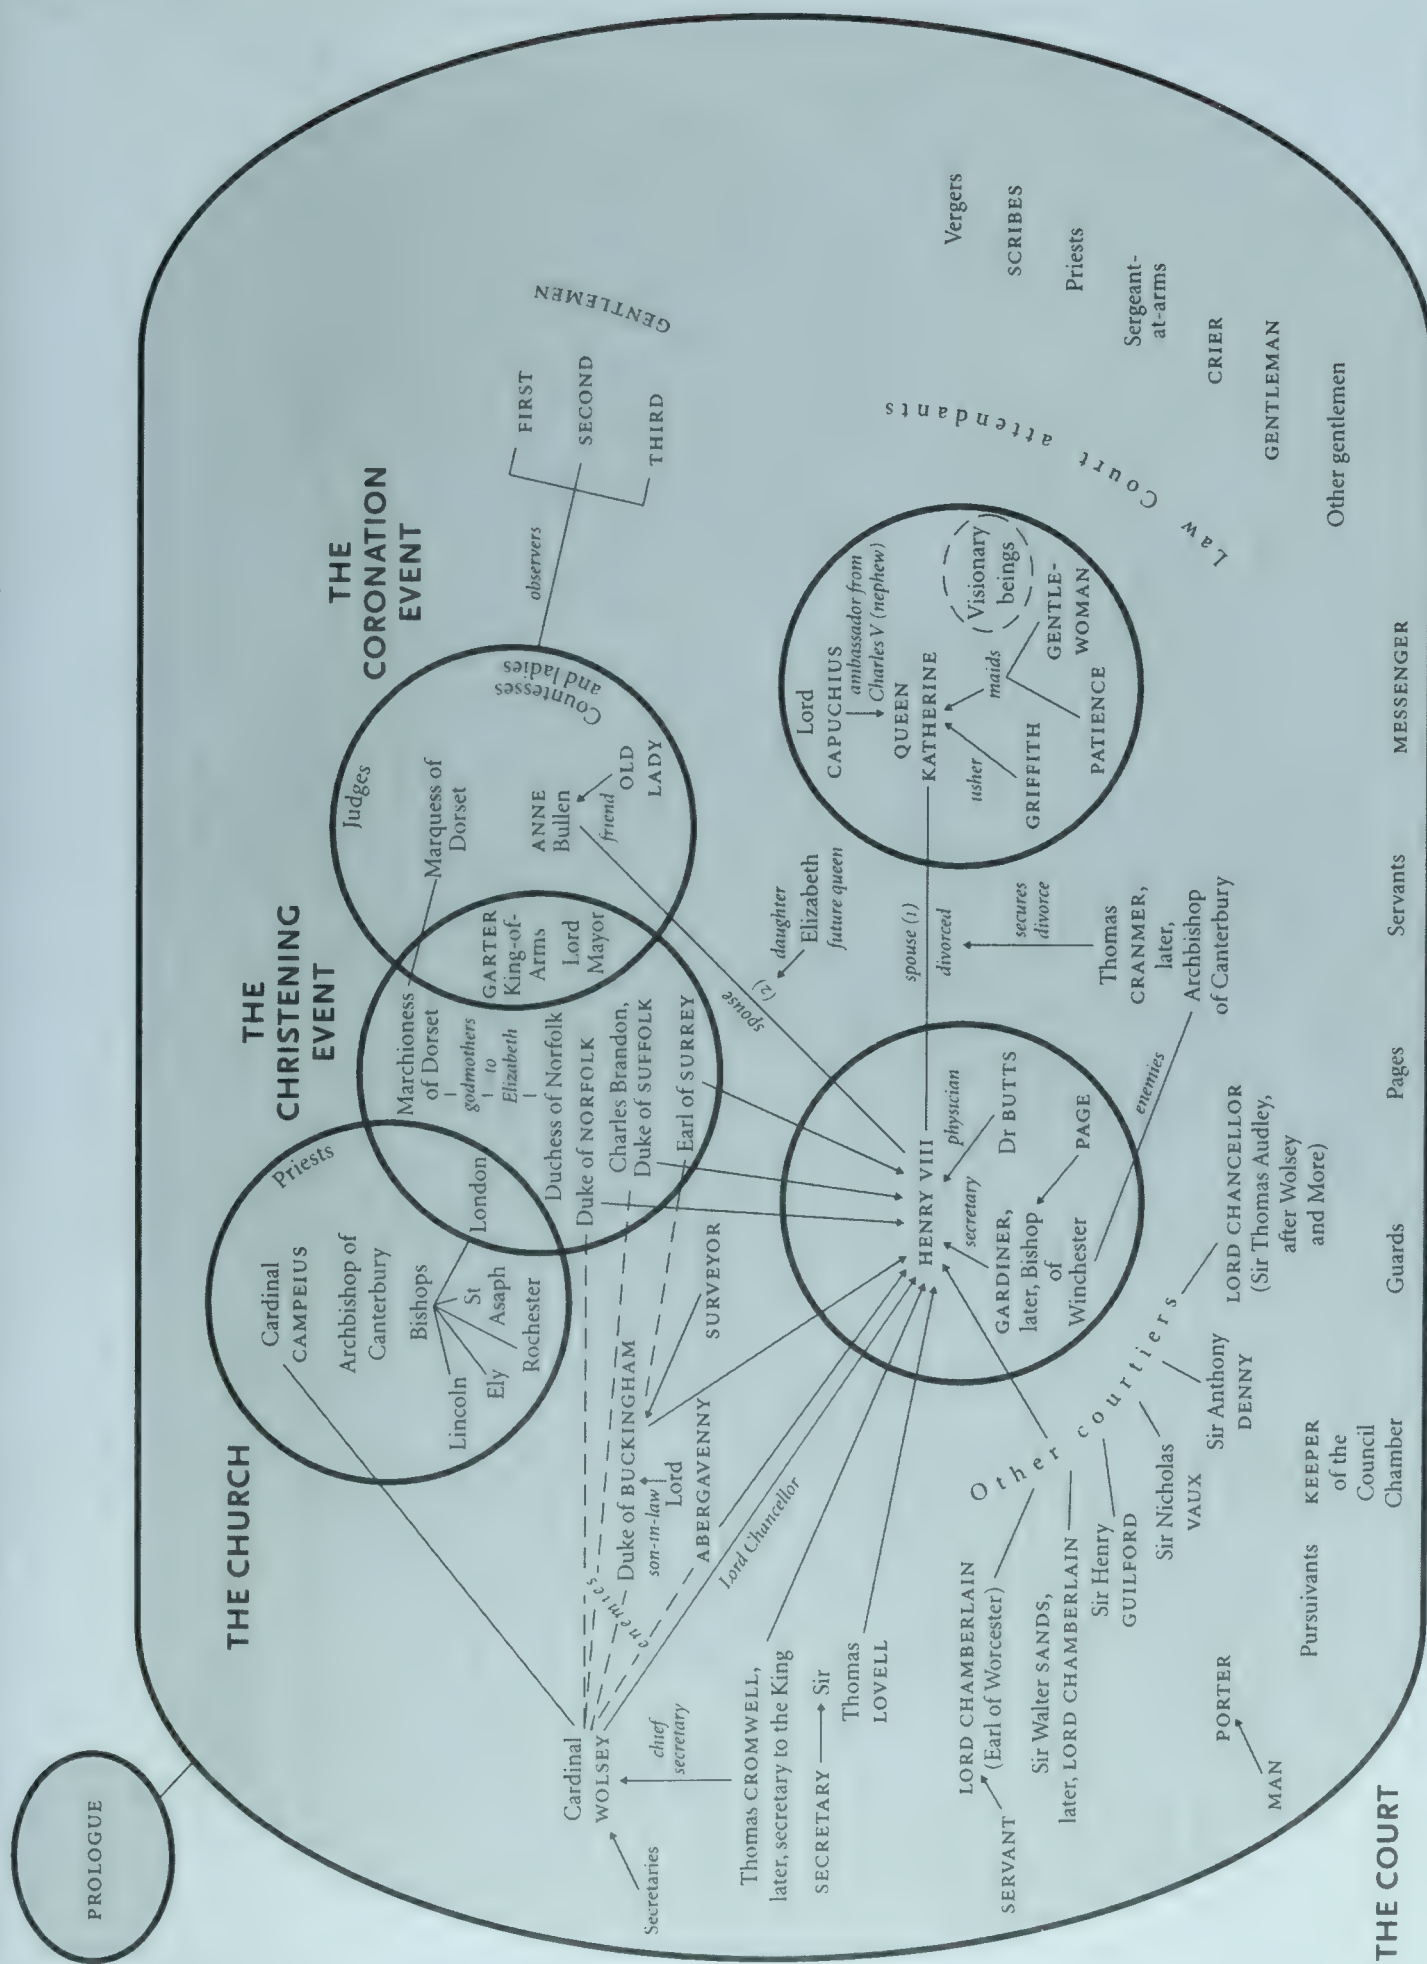 PROLOGUE
THE CHURCH
Cardinal
CAMPEIUS
Archbishop of
Canterbury
Bishops
Lincoln
Ely
St
Asaph
Rochester
London
Priests
THE
CHRISTENING
EVENT
Marchioness
of Dorset
godmothers
to
Elizabeth
Duchess of Norfolk
Duke of NORFOLK
Charles Brandon,
Duke of SUFFOLK
Earl of SURREY
GARTER
King-of-
Arms
Lord
Mayor
THE
CORONATION
EVENT
Judges
Marquess of
Dorset
ANNE
Bullen
friend
OLD
LADY
Countesses
and ladies
observers
FIRST
SECOND
THIRD
GENTLEMEN
Cardinal
WOLSEY
Secretaries
chief
secretary
enemies
Duke of BUCKINGHAM
son-in-law
Lord
ABERGAVENNY
SURVEYOR
Lord Chancellor
Thomas CROMWELL,
later, secretary to the King
SECRETARY
Sir
Thomas
LOVELL
HENRY VIII
secretary
physician
GARDINER,
later, Bishop
of
Winchester
Dr BUTTS
PAGE
enemies
spouse (2)
daughter
Elizabeth
future queen
spouse (1)
divorced
secures
divorce
Thomas
CRANMER,
later,
Archbishop
of Canterbury
Lord
CAPUCHIUS
ambassador from
Charles V (nephew)
QUEEN
KATHERINE
usher
GRIFFITH
maids
PATIENCE
GENTLE-
WOMAN
Visionary
beings
Law Court attendants
Vergers
SCRIBES
Priests
Sergeant-
at-arms
CRIER
GENTLEMAN
Other gentlemen
Other courtiers
LORD CHAMBERLAIN
(Earl of Worcester)
SERVANT
Sir Walter SANDS,
later, LORD CHAMBERLAIN
Sir Henry
GUILFORD
Sir Nicholas
VAUX
Sir Anthony
DENNY
LORD CHANCELLOR
(Sir Thomas Audley,
after Wolsey
and More)
PORTER
MAN
Pursuivants
KEEPER
of the
Council
Chamber
Guards
Pages
Servants
MESSENGER
THE COURT